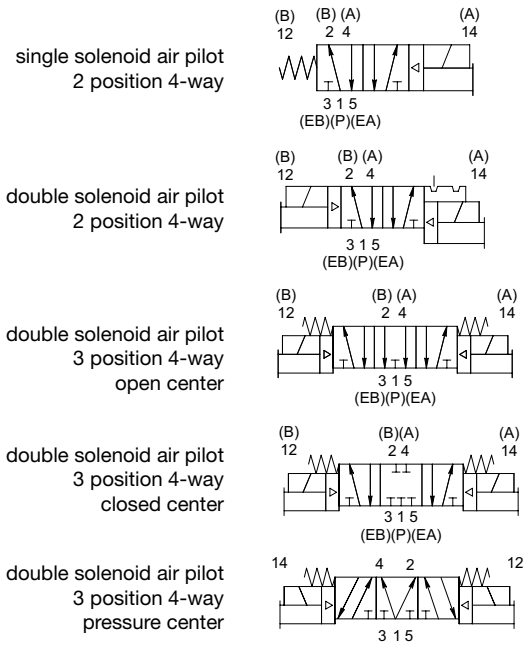 (B) (B) (A) (A)
12 2 4 14
single solenoid air pilot
2 position 4-way
3 1 5
(EB)(P)(EA)
(B) (B) (A) (A)
12 2 4 14
double solenoid air pilot
2 position 4-way
3 1 5
(EB)(P)(EA)
(B) (B) (A) (A)
12 2 4 14
double solenoid air pilot
3 position 4-way
open center
3 1 5
(EB)(P)(EA)
(B) (B)(A) (A)
12 2 4 14
double solenoid air pilot
3 position 4-way
closed center
3 1 5
(EB)(P)(EA)
14 4 2 12
double solenoid air pilot
3 position 4-way
pressure center
3 1 5